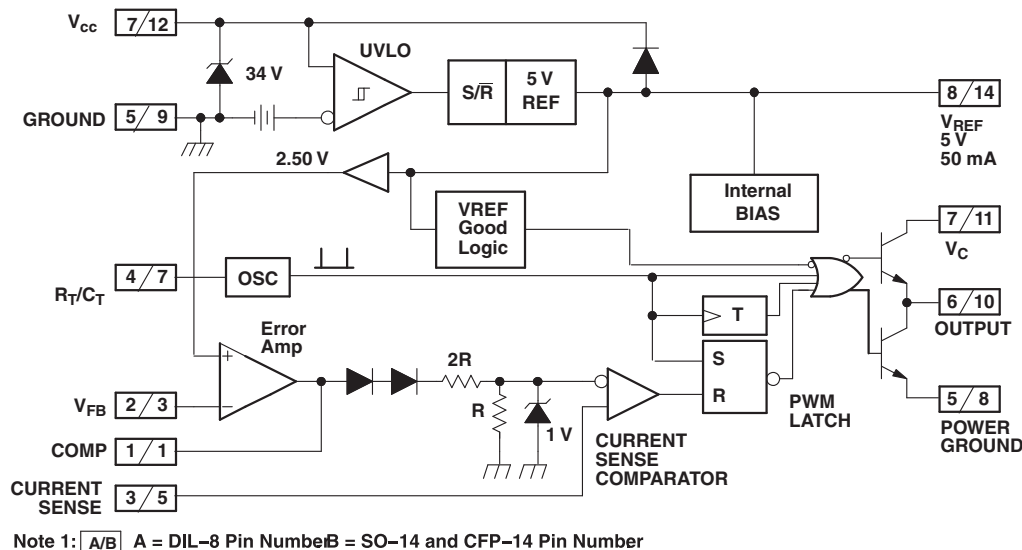 Vcc 7/12
UVLO
34 V
S/R̅
5 V
REF
8/14
VREF
5 V
50 mA
GROUND 5/9
2.50 V
Internal
BIAS
VREF
Good
Logic
7/11
VC
4/7
RT/CT
OSC
6/10
OUTPUT
T
Error
Amp
2R
S
R
+
−
VFB 2/3
R
1 V
PWM
LATCH
5/8
POWER
GROUND
COMP 1/1
CURRENT
SENSE
COMPARATOR
CURRENT
SENSE
3/5
Note 1: A/B A = DIL−8 Pin NumberB = SO−14 and CFP−14 Pin Number